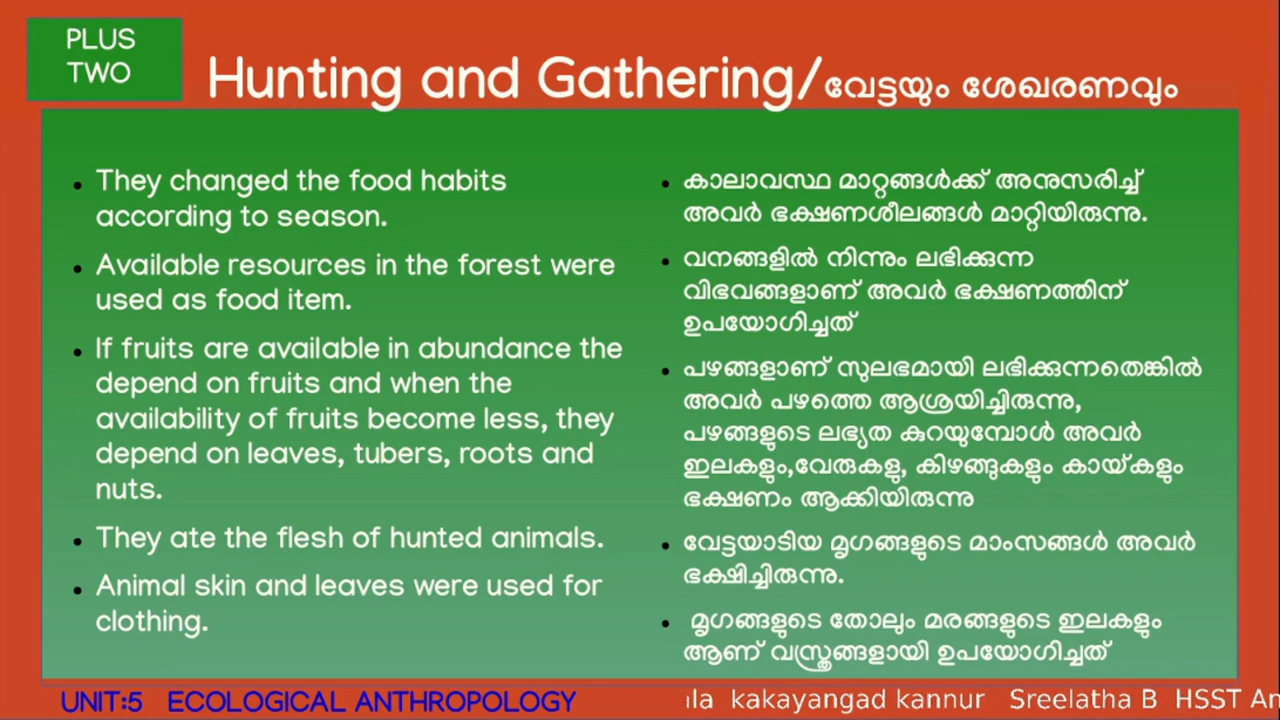 PLUS
TWO
Hunting and Gathering/വേട്ടയും ശേഖരണവും
• They changed the food habits
according to season.
• Available resources in the forest were
used as food item.
• If fruits are available in abundance the
depend on fruits and when the
availability of fruits become less, they
depend on leaves, tubers, roots and
nuts.
• They ate the flesh of hunted animals.
• Animal skin and leaves were used for
clothing.
• കാലാവസ്ഥ മാറ്റങ്ങൾക്ക് അനുസരിച്ച്
അവർ ഭക്ഷണശീലങ്ങൾ മാറ്റിയിരുന്നു.
• വനങ്ങളിൽ നിന്നും ലഭിക്കുന്ന
വിഭവങ്ങളാണ് അവർ ഭക്ഷണത്തിന്
ഉപയോഗിച്ചത്
• പഴങ്ങളാണ് സുലഭമായി ലഭിക്കുന്നതെങ്കിൽ
അവർ പഴത്തെ ആശ്രയിച്ചിരുന്നു,
പഴങ്ങളുടെ ലഭ്യത കുറയുമ്പോൾ അവർ
ഇലകളും,വേരുകളു, കിഴങ്ങുകളും കായ്കളും
ഭക്ഷണം ആക്കിയിരുന്നു
• വേട്ടയാടിയ മൃഗങ്ങളുടെ മാംസങ്ങൾ അവർ
ഭക്ഷിച്ചിരുന്നു.
• മൃഗങ്ങളുടെ തോലും മരങ്ങളുടെ ഇലകളും
ആണ് വസ്ത്രങ്ങളായി ഉപയോഗിച്ചത്
UNIT:5 ECOLOGICAL ANTHROPOLOGY
kakayangad kannur Sreelatha B HSST